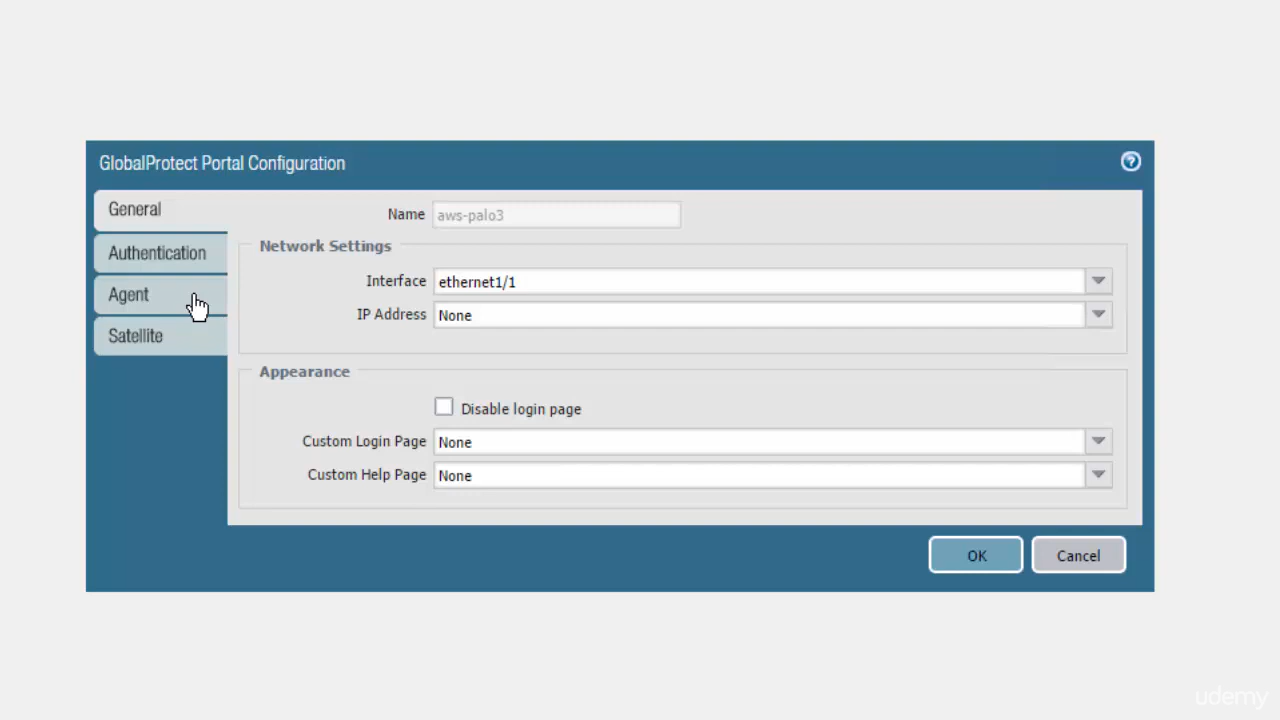 GlobalProtect Portal Configuration
General
Authentication
Agent
Satellite
Name aws-palo3
Network Settings
Interface ethernet1/1
IP Address None
Appearance
Disable login page
Custom Login Page None
Custom Help Page None
OK Cancel
udemy